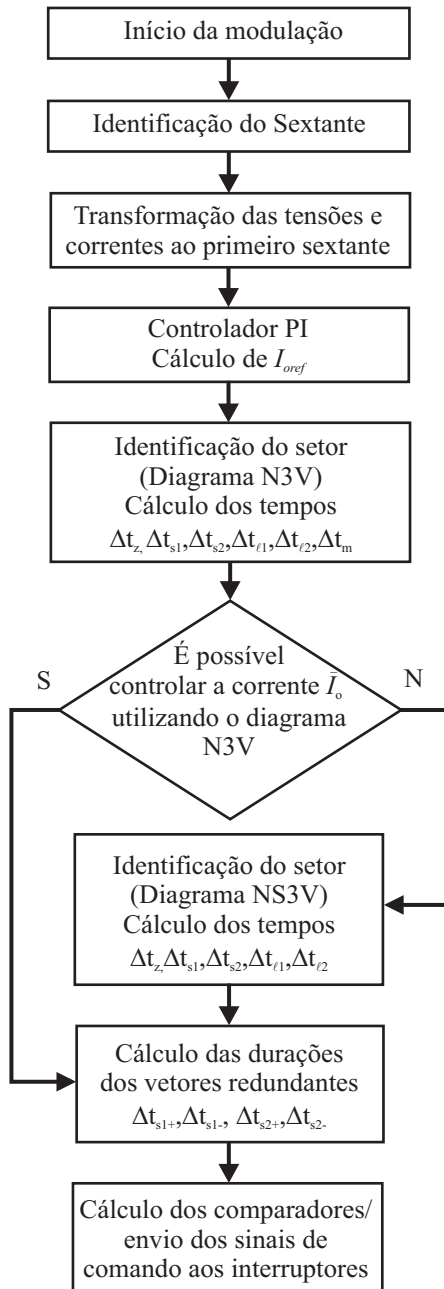 Início da modulação
Identificação do Sextante
Transformação das tensões e
correntes ao primeiro sextante
Controlador PI
Cálculo de I_oref
Identificação do setor
(Diagrama N3V)
Cálculo dos tempos
Δt_z, Δt_s1, Δt_s2, Δt_ℓ1, Δt_ℓ2, Δt_m
É possível
controlar a corrente Ī_o
utilizando o diagrama
N3V
S
N
Identificação do setor
(Diagrama NS3V)
Cálculo dos tempos
Δt_z, Δt_s1, Δt_s2, Δt_ℓ1, Δt_ℓ2
Cálculo das durações
dos vetores redundantes
Δt_s1+, Δt_s1-, Δt_s2+, Δt_s2-
Cálculo dos comparadores/
envio dos sinais de
comando aos interruptores